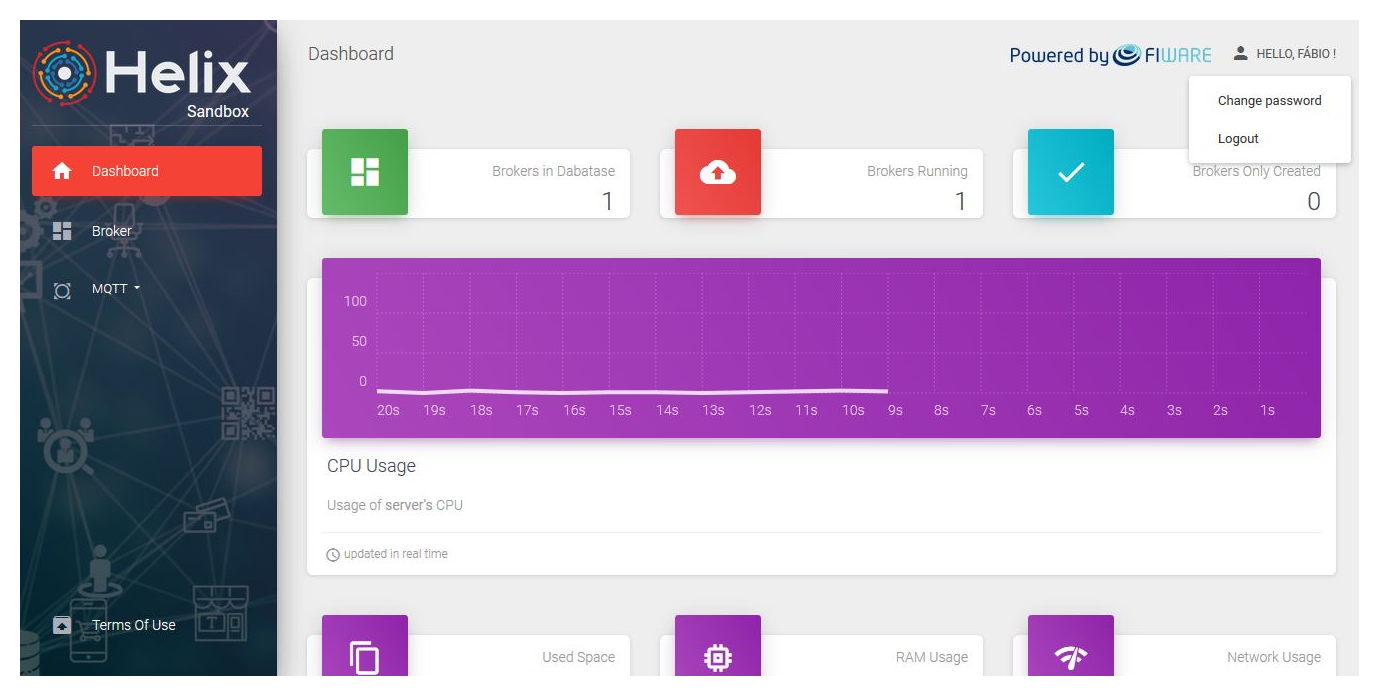 Helix
Sandbox
Dashboard
Broker
MQTT
Terms Of Use
Dashboard
Powered by FIWARE
HELLO, FÁBIO !
Change password
Logout
Brokers in Dabatase
1
Brokers Running
1
Brokers Only Created
0
100
50
0
20s 19s 18s 17s 16s 15s 14s 13s 12s 11s 10s 9s 8s 7s 6s 5s 4s 3s 2s 1s
CPU Usage
Usage of server's CPU
updated in real time
Used Space
RAM Usage
Network Usage